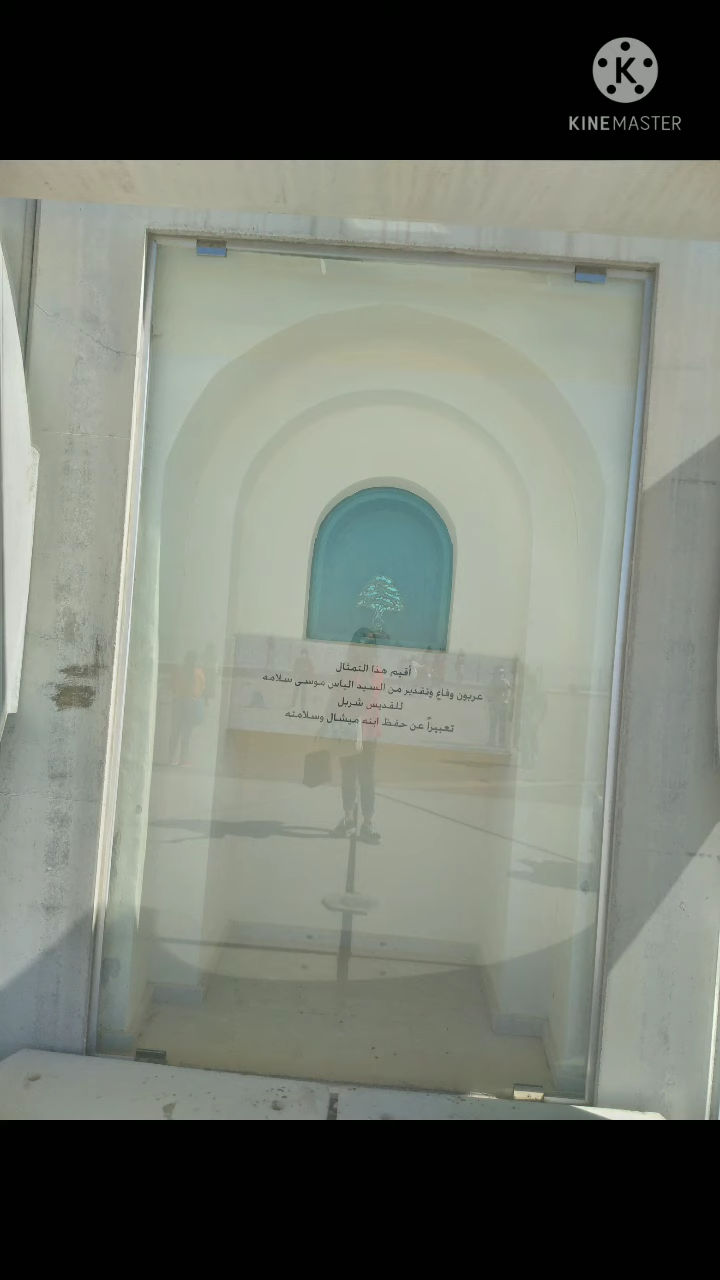 KINEMASTER
أقيم هذا التمثال
عربون وفاءٍ وتقدير من السيد الياس موسى سلامه
للقديس شربل
تعبيراً عن حفظ ابنه ميشال وسلامته